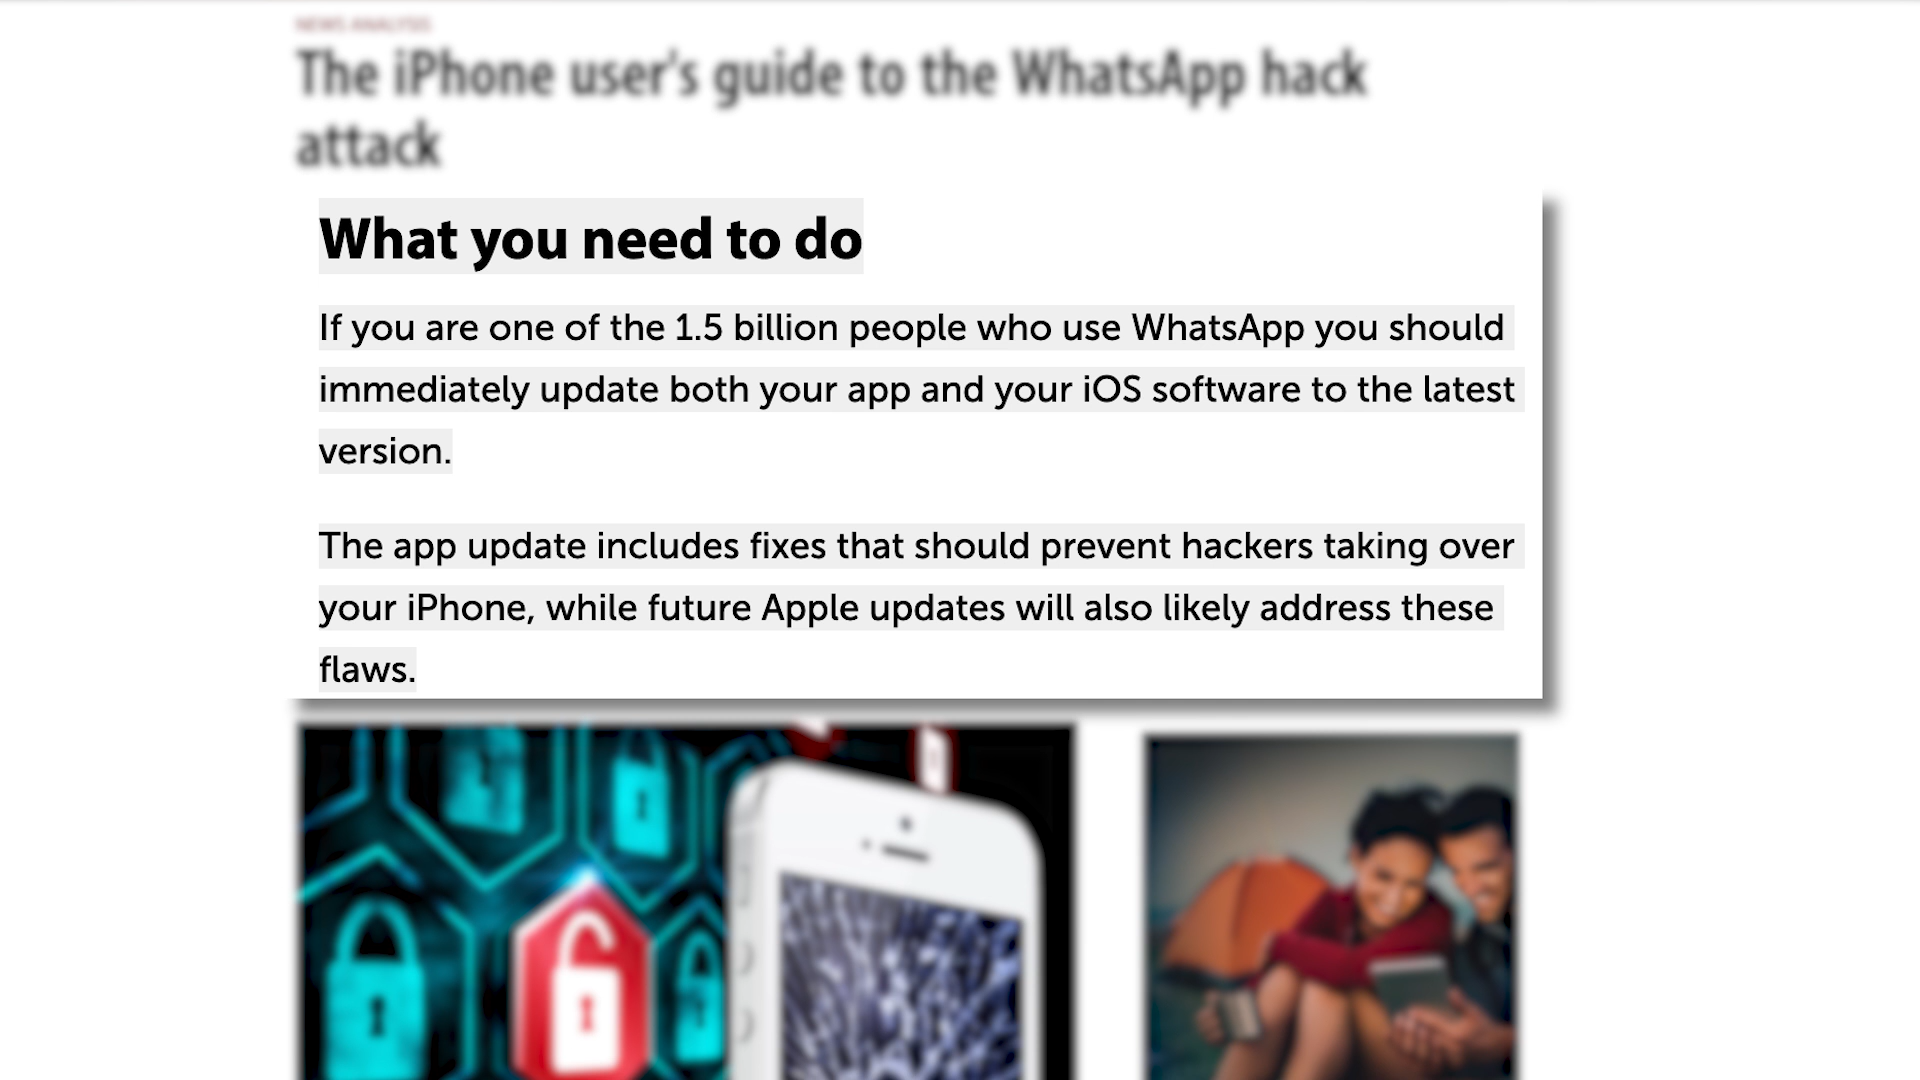 NEWS ANALYSIS
The iPhone user's guide to the WhatsApp hack
attack
What you need to do
If you are one of the 1.5 billion people who use WhatsApp you should
immediately update both your app and your iOS software to the latest
version.
The app update includes fixes that should prevent hackers taking over
your iPhone, while future Apple updates will also likely address these
flaws.